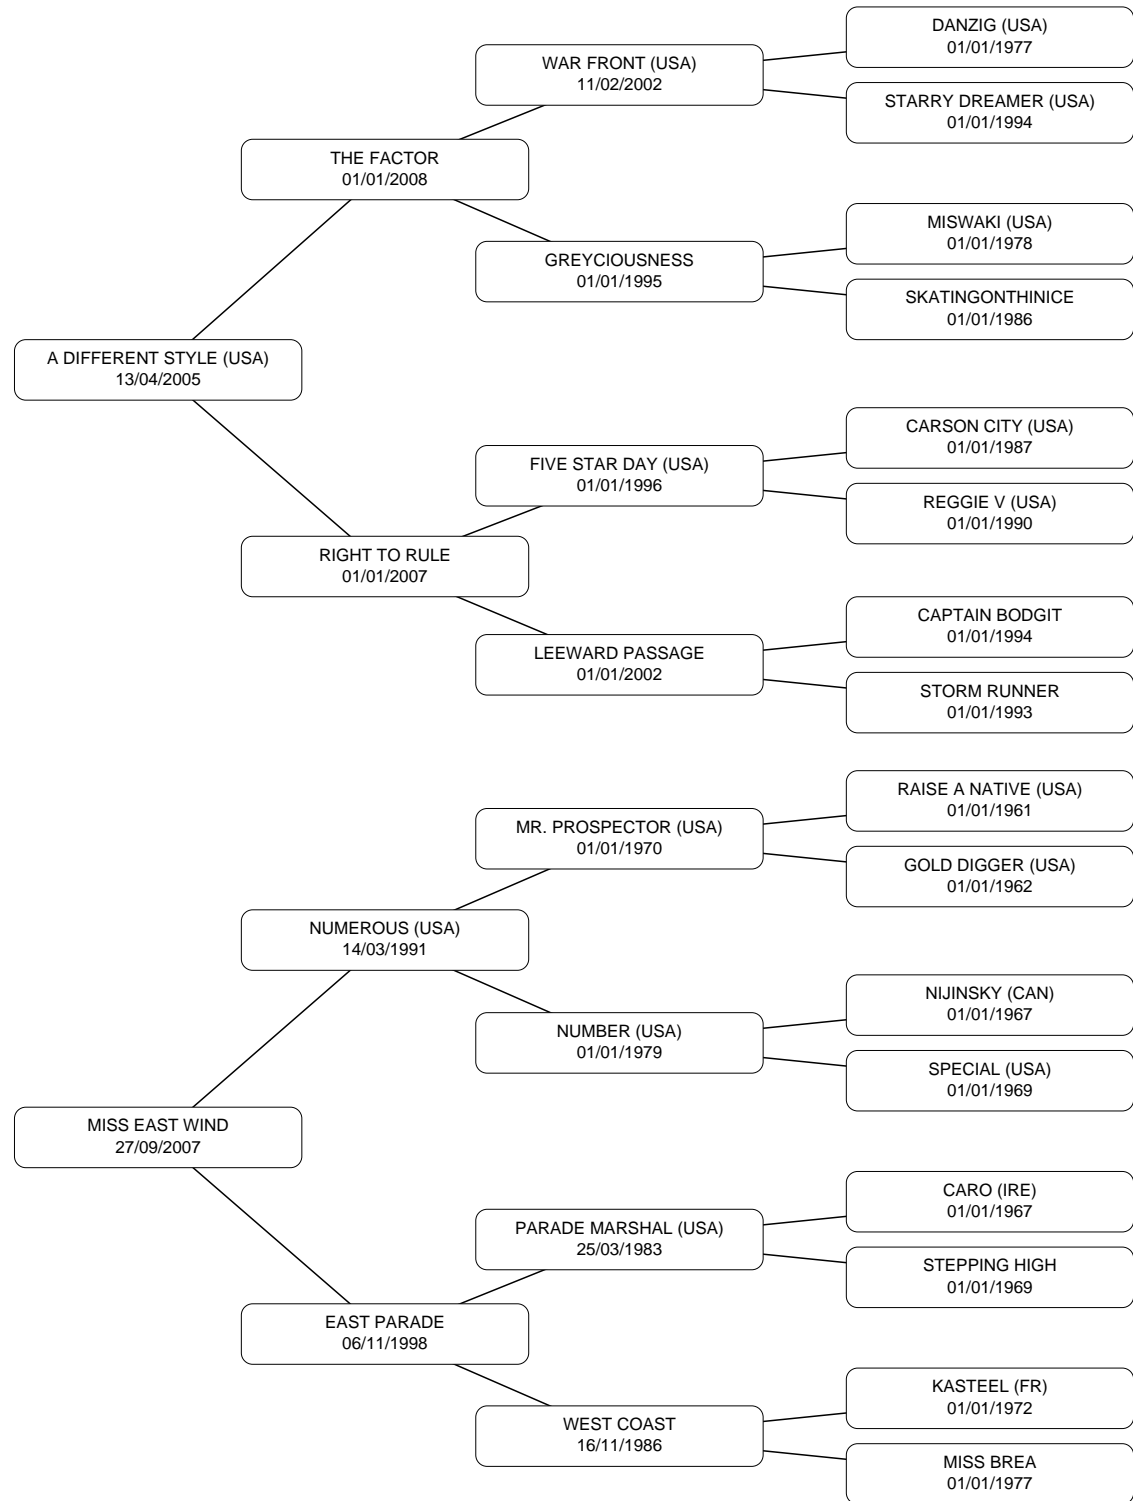 DANZIG (USA)
01/01/1977
WAR FRONT (USA)
11/02/2002
STARRY DREAMER (USA)
01/01/1994
THE FACTOR
01/01/2008
MISWAKI (USA)
01/01/1978
GREYCIOUSNESS
01/01/1995
SKATINGONTHINICE
01/01/1986
A DIFFERENT STYLE (USA)
13/04/2005
CARSON CITY (USA)
01/01/1987
FIVE STAR DAY (USA)
01/01/1996
REGGIE V (USA)
01/01/1990
RIGHT TO RULE
01/01/2007
CAPTAIN BODGIT
01/01/1994
LEEWARD PASSAGE
01/01/2002
STORM RUNNER
01/01/1993
RAISE A NATIVE (USA)
01/01/1961
MR. PROSPECTOR (USA)
01/01/1970
GOLD DIGGER (USA)
01/01/1962
NUMEROUS (USA)
14/03/1991
NIJINSKY (CAN)
01/01/1967
NUMBER (USA)
01/01/1979
SPECIAL (USA)
01/01/1969
MISS EAST WIND
27/09/2007
CARO (IRE)
01/01/1967
PARADE MARSHAL (USA)
25/03/1983
STEPPING HIGH
01/01/1969
EAST PARADE
06/11/1998
KASTEEL (FR)
01/01/1972
WEST COAST
16/11/1986
MISS BREA
01/01/1977